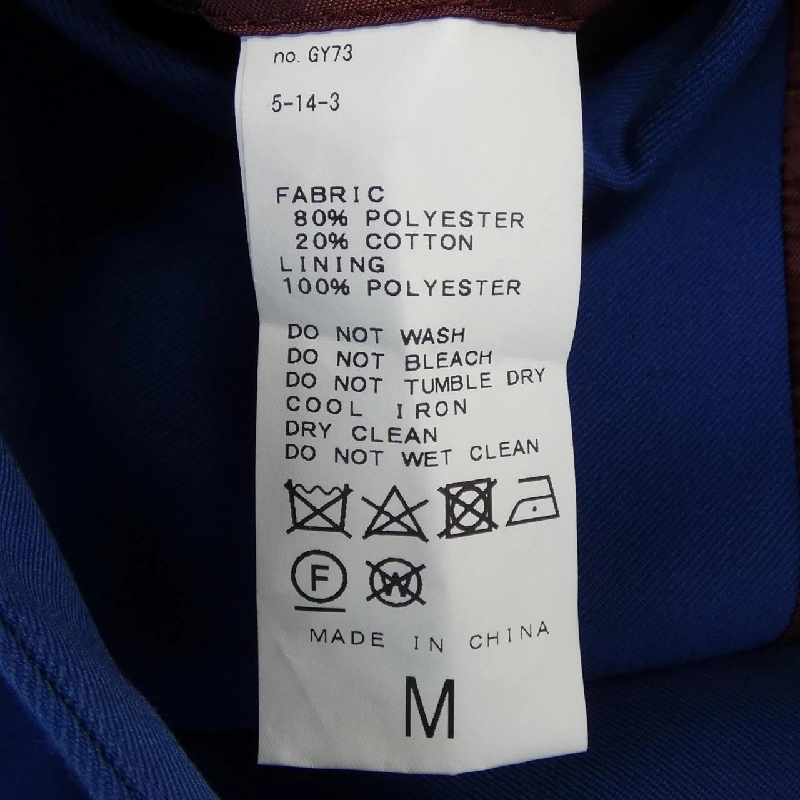 no. GY73
5-14-3
FABRIC
80% POLYESTER
20% COTTON
LINING
100% POLYESTER
DO NOT WASH
DO NOT BLEACH
DO NOT TUMBLE DRY
COOL IRON
DRY CLEAN
DO NOT WET CLEAN
F W
MADE IN CHINA
M